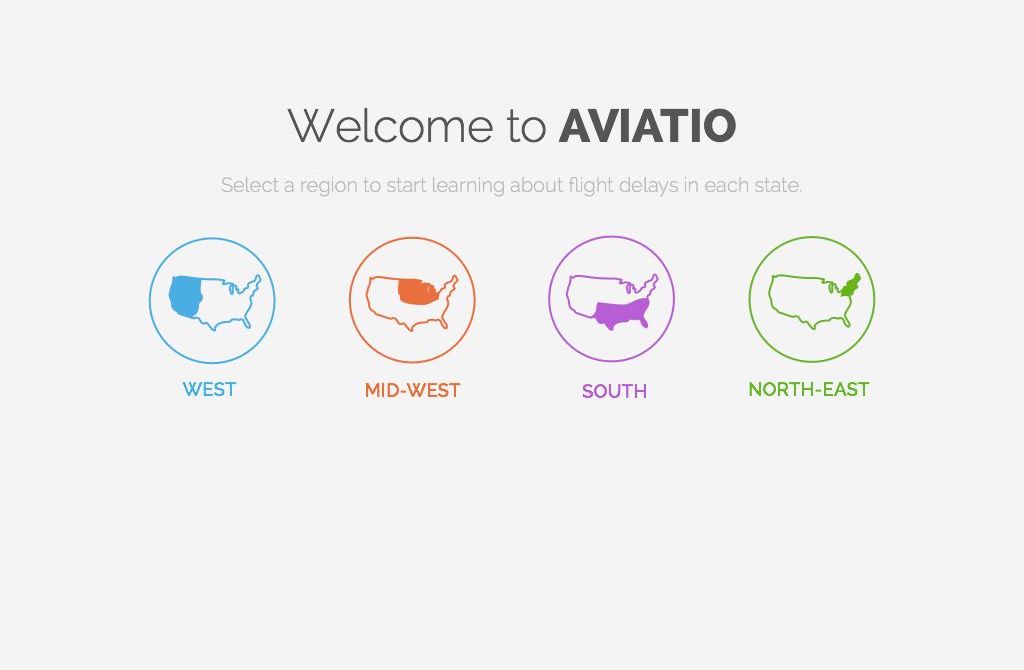 Welcome to AVIATIO
Select a region to start learning about flight delays in each state.
WEST
MID-WEST
SOUTH
NORTH-EAST